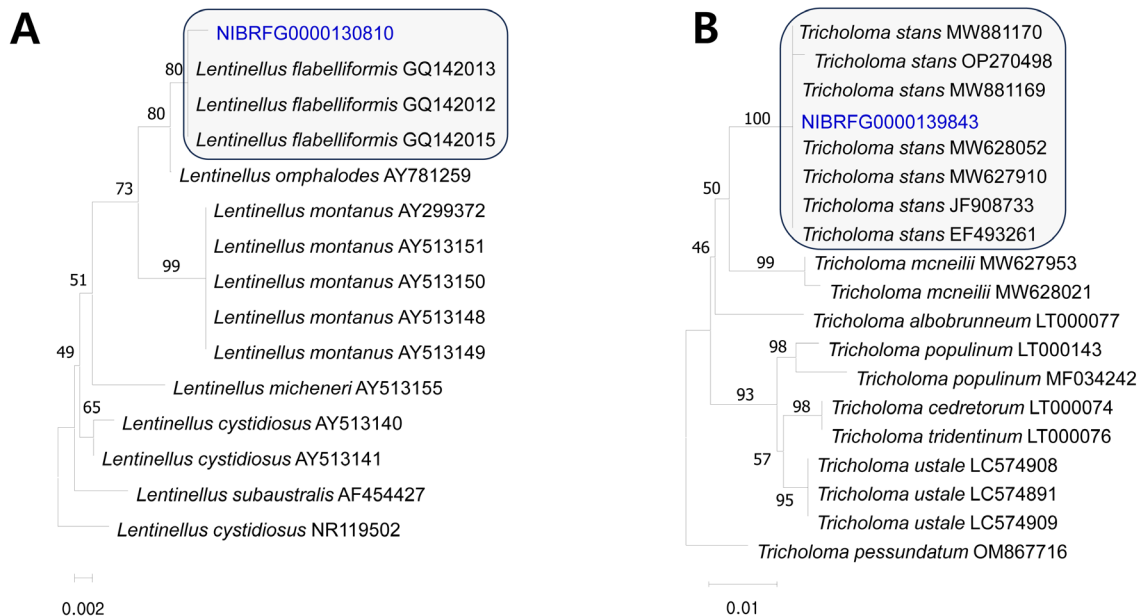 A
NIBRFG0000130810
80
Lentinellus flabelliformis GQ142013
Lentinellus flabelliformis GQ142012
80
Lentinellus flabelliformis GQ142015
Lentinellus omphalodes AY781259
73
Lentinellus montanus AY299372
Lentinellus montanus AY513151
99
Lentinellus montanus AY513150
51
Lentinellus montanus AY513148
Lentinellus montanus AY513149
49
Lentinellus micheneri AY513155
65
Lentinellus cystidiosus AY513140
Lentinellus cystidiosus AY513141
Lentinellus subaustralis AF454427
Lentinellus cystidiosus NR119502
0.002
B
Tricholoma stans MW881170
Tricholoma stans OP270498
Tricholoma stans MW881169
100
NIBRFG0000139843
Tricholoma stans MW628052
Tricholoma stans MW627910
50
Tricholoma stans JF908733
Tricholoma stans EF493261
46
99
Tricholoma mcneilii MW627953
Tricholoma mcneilii MW628021
Tricholoma albobrunneum LT000077
98
Tricholoma populinum LT000143
Tricholoma populinum MF034242
93
98
Tricholoma cedretorum LT000074
Tricholoma tridentinum LT000076
57
Tricholoma ustale LC574908
95
Tricholoma ustale LC574891
Tricholoma ustale LC574909
Tricholoma pessundatum OM867716
0.01